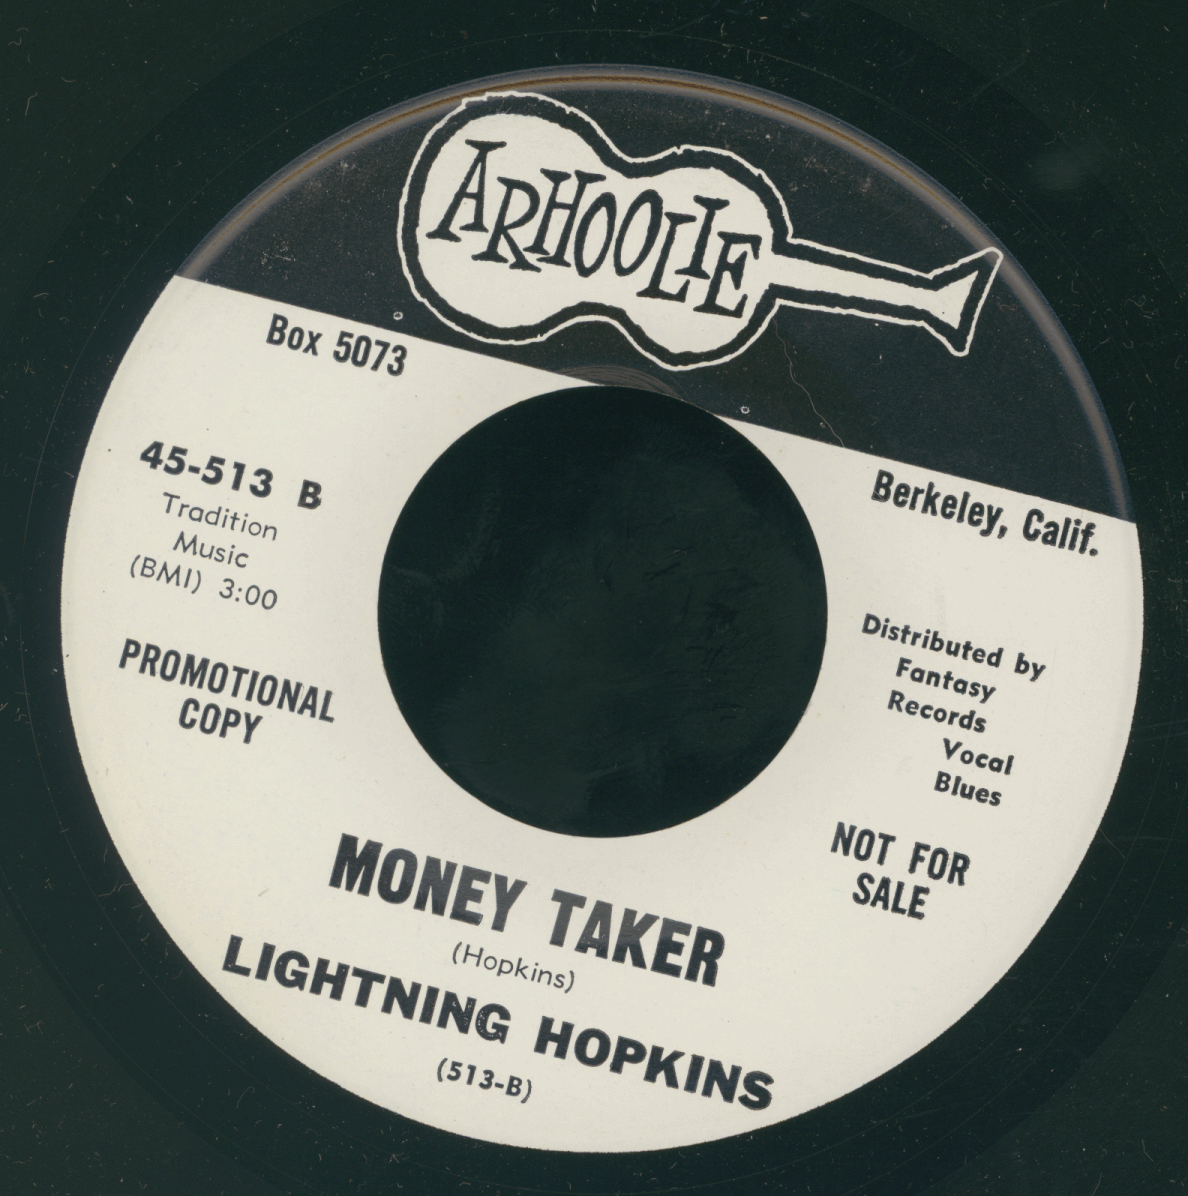 ARHOOLIE
Box 5073
Berkeley, Calif.
45-513 B
Tradition
Music
(BMI) 3:00
PROMOTIONAL
COPY
Distributed by
Fantasy
Records
Vocal
Blues
NOT FOR
SALE
MONEY TAKER
(Hopkins)
LIGHTNING HOPKINS
(513-B)